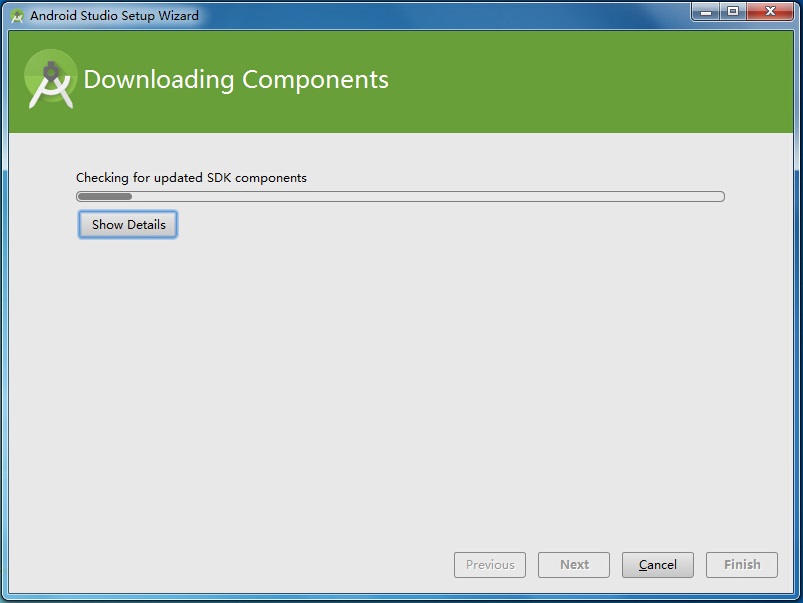 Android Studio Setup Wizard
Downloading Components
Checking for updated SDK components
Show Details
Previous
Next
Cancel
Finish